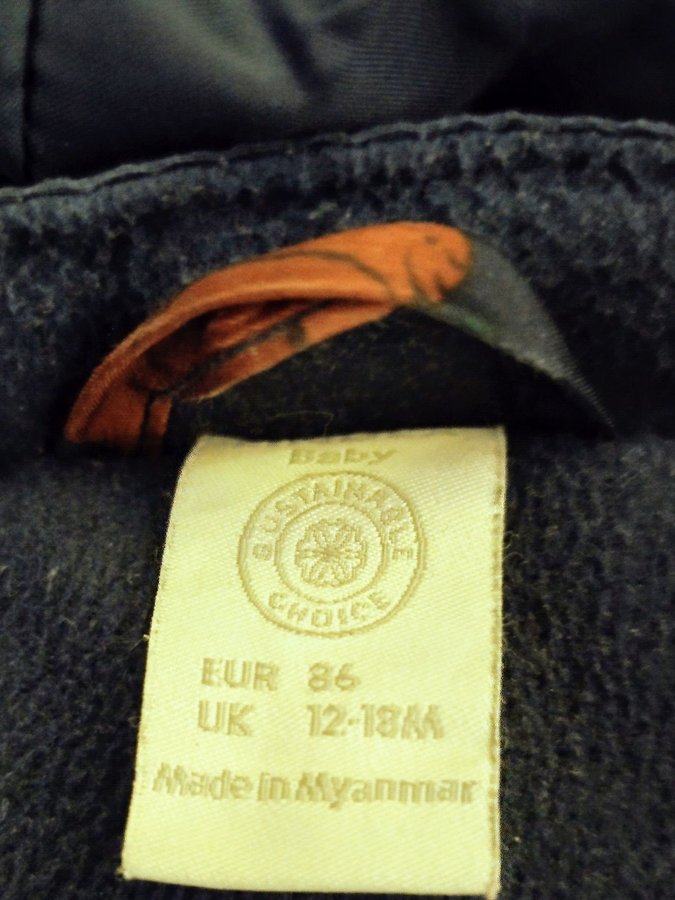 Baby
SUSTAINABLE
CHOICE
EUR 86
UK 12-18M
Made in Myanmar